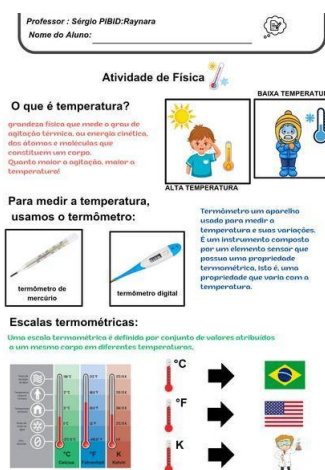 Professor : Sérgio PIBID:Raynara
Nome do Aluno:
Atividade de Física
BAIXA TEMPERATUR
O que é temperatura?
grandeza física que mede o grau de
agitação térmica, ou energia cinética,
dos átomos e moléculas que
constituem um corpo.
Quanto maior a agitação, maior a
temperatura!
ALTA TEMPERATURA
Para medir a temperatura,
usamos o termômetro:
Termômetro um aparelho
usado para medir a
temperatura e suas variações.
É um instrumento composto
por um elemento sensor que
possua uma propriedade
termométrica, isto é, uma
propriedade que varia com a
temperatura.
termômetro de
mercúrio
termômetro digital
Escalas termométricas:
Uma escala termométrica é definida por conjunto de valores atribuídos
a um mesmo corpo em diferentes temperaturas.
°C
°F
K
°C
Celsius
°F
Fahrenheit
K
Kelvin